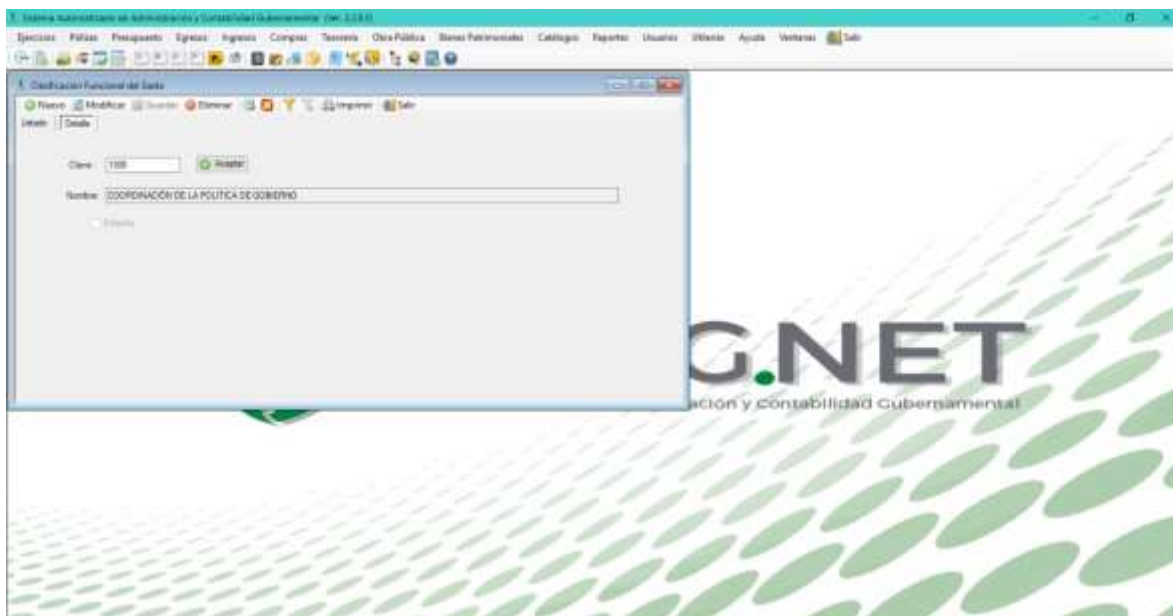 Sistema Automatizado de Administración y Contabilidad Gubernamental
Ejercicios Pólizas Presupuesto Egresos Ingresos Compras Tesorería Obra Pública Bienes Patrimoniales Catálogos Reportes Usuarios Utilerías Ayuda Ventanas Salir
Clasificación Funcional del Gasto
Nuevo Modificar Guardar Eliminar Imprimir Salir
Listado Detalle
Clave Aceptar
Nombre COORDINACIÓN DE LA POLITICA DE GOBIERNO
G.NET
ación y Contabilidad Gubernamental